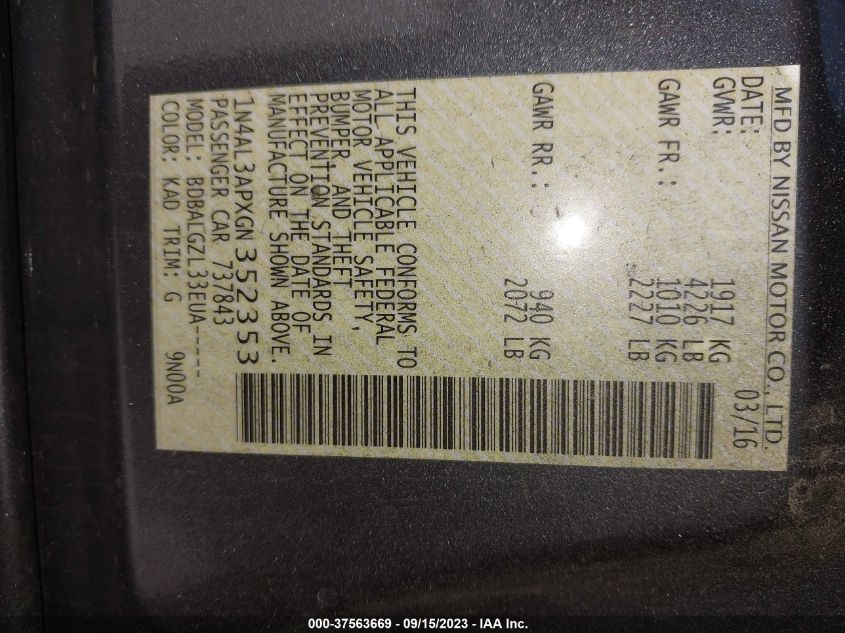 MFD BY NISSAN MOTOR CO., LTD.
DATE: 03/16
GVWR: 1917 KG
4226 LB
GAWR FR.: 1010 KG
2227 LB
GAWR RR.: 940 KG
2072 LB
THIS VEHICLE CONFORMS TO
ALL APPLICABLE FEDERAL
MOTOR VEHICLE SAFETY,
BUMPER, AND THEFT
PREVENTION STANDARDS IN
EFFECT ON THE DATE OF
MANUFACTURE SHOWN ABOVE.
1N4AL3APXGN352353
PASSENGER CAR 737843
MODEL: BDBALGZL33EUA-----
COLOR: KAD TRIM: G 9N00A
000-37563669 - 09/15/2023 - IAA Inc.